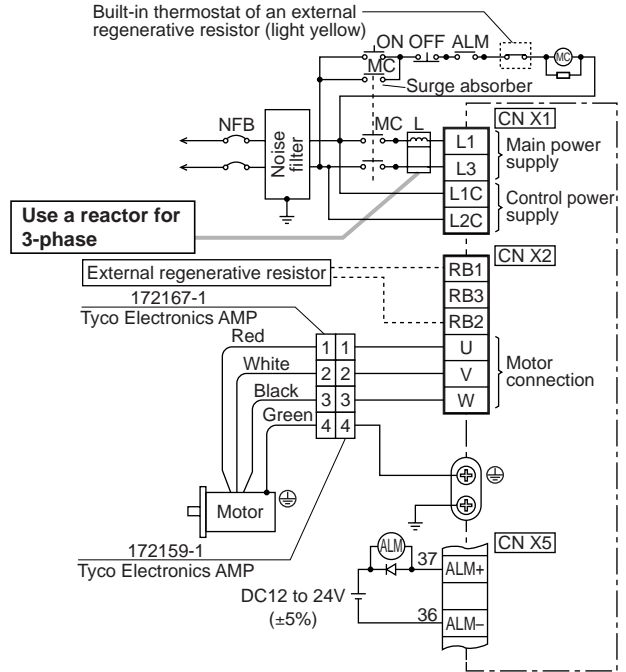 Built-in thermostat of an external
regenerative resistor (light yellow)
ON OFF ALM
MC
MC
Surge absorber
NFB
Noise
filter
MC L
CN X1
L1
L3
L1C
L2C
Main power
supply
Control power
supply
Use a reactor for
3-phase
CN X2
External regenerative resistor
RB1
RB3
RB2
U
V
W
Motor
connection
172167-1
Tyco Electronics AMP
Red
White
Black
Green
1 1
2 2
3 3
4 4
Motor
172159-1
Tyco Electronics AMP
CN X5
ALM
37
ALM+
DC12 to 24V
(±5%)
36
ALM–